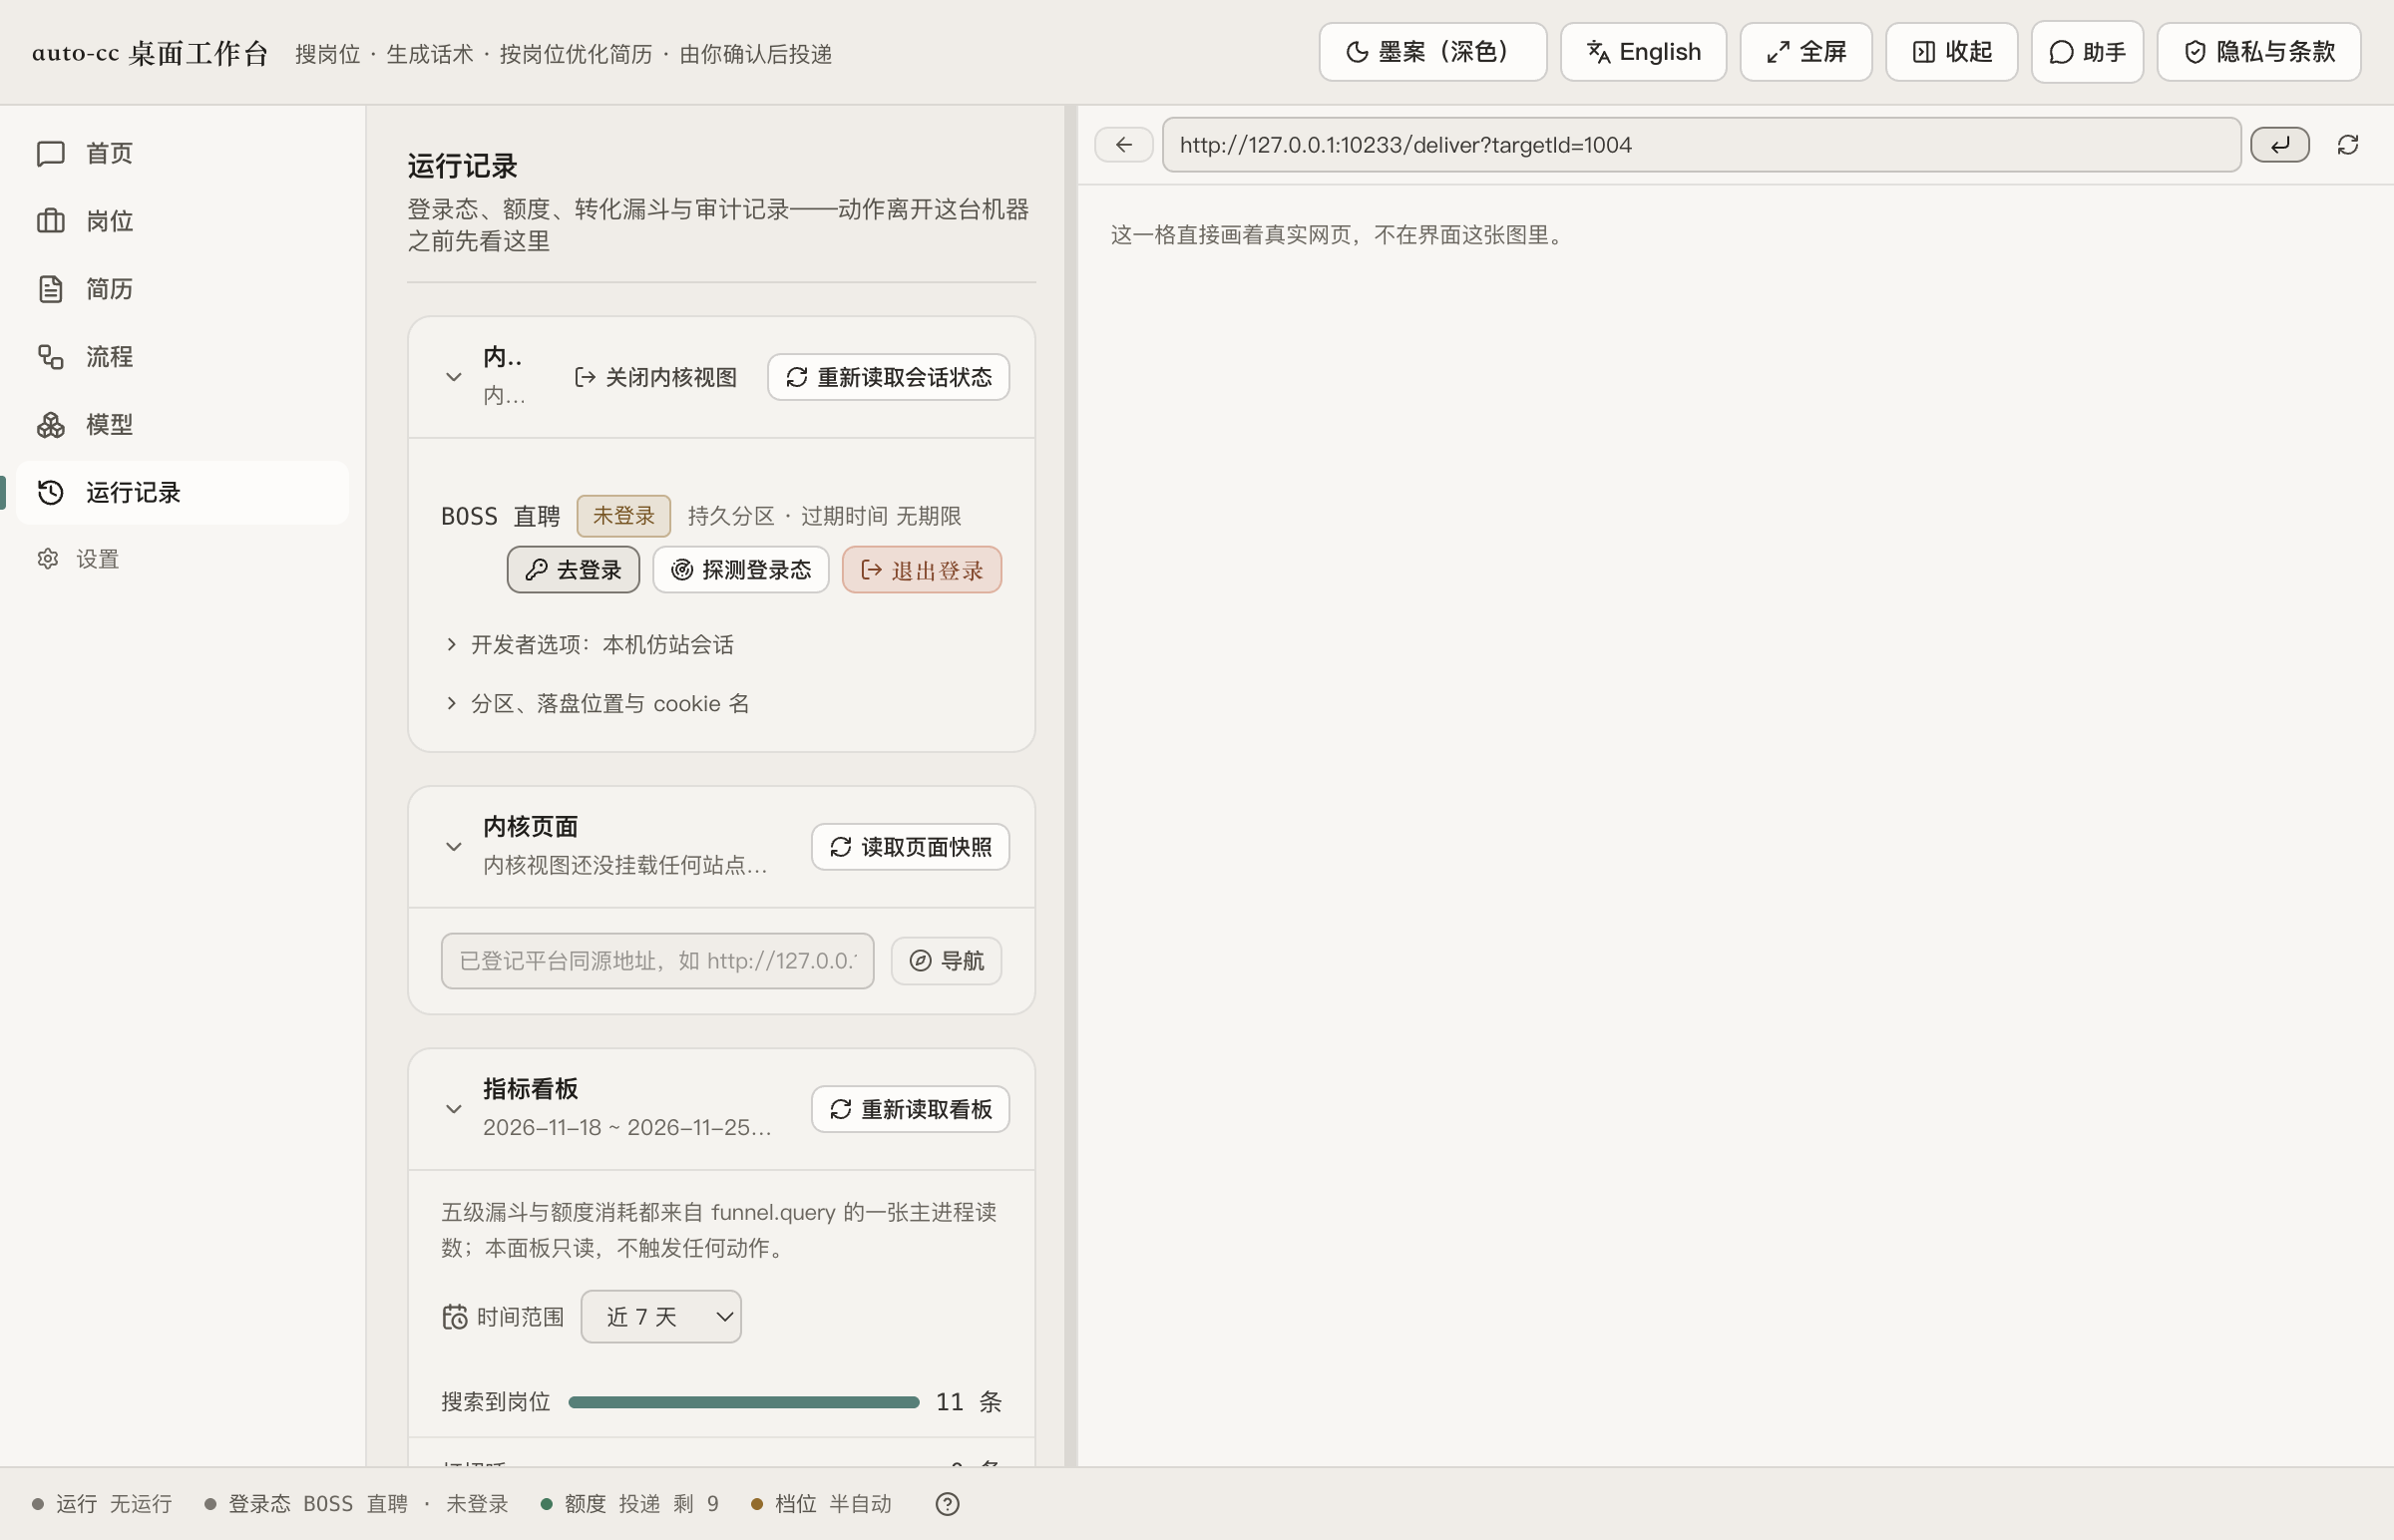 auto-cc 桌面工作台
搜岗位 · 生成话术 · 按岗位优化简历 · 由你确认后投递
墨案（深色）
English
全屏
收起
助手
隐私与条款
首页
岗位
简历
流程
模型
运行记录
设置
运行记录
登录态、额度、转化漏斗与审计记录——动作离开这台机器
之前先看这里
内..
内...
关闭内核视图
重新读取会话状态
BOSS 直聘
未登录
持久分区 · 过期时间 无期限
去登录
探测登录态
退出登录
开发者选项：本机仿站会话
分区、落盘位置与 cookie 名
内核页面
内核视图还没挂载任何站点...
读取页面快照
已登记平台同源地址，如 http://127.0.0.
导航
指标看板
2026-11-18 ~ 2026-11-25...
重新读取看板
五级漏斗与额度消耗都来自 funnel.query 的一张主进程读
数；本面板只读，不触发任何动作。
时间范围
近 7 天
搜索到岗位
11 条
http://127.0.0.1:10233/deliver?targetId=1004
这一格直接画着真实网页，不在界面这张图里。
运行 无运行
登录态 BOSS 直聘 · 未登录
额度 投递 剩 9
档位 半自动